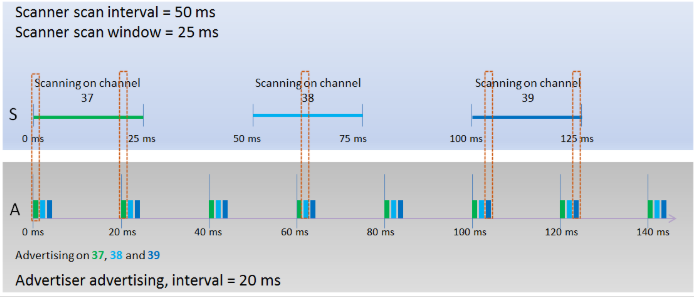 Scanner scan interval = 50 ms
Scanner scan window = 25 ms
Scanning on channel
37
Scanning on channel
38
Scanning on channel
39
S
0 ms
25 ms
50 ms
75 ms
100 ms
125 ms
A
0 ms
20 ms
40 ms
60 ms
80 ms
100 ms
120 ms
140 ms
Advertising on 37, 38 and 39
Advertiser advertising, interval = 20 ms